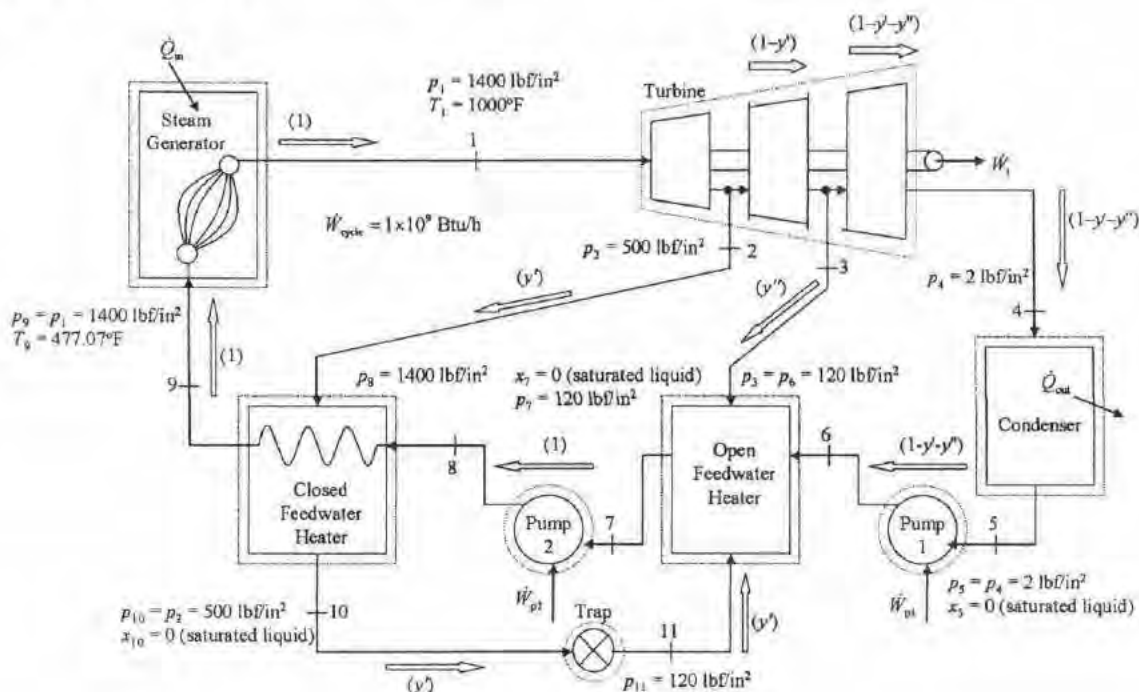 (1–y'–y'')
(1–y')
Q̇in
p₁ = 1400 lbf/in²
T₁ = 1000°F
Turbine
Steam
Generator
(1)
1
Ẇt
Ẇcycle = 1×10⁹ Btu/h
p₂ = 500 lbf/in²
2
3
(1–y'–y'')
(y')
(y'')
p₄ = 2 lbf/in²
4
p₉ = p₁ = 1400 lbf/in²
T₉ = 477.07°F
(1)
9
p₈ = 1400 lbf/in²
x₇ = 0 (saturated liquid)
p₇ = 120 lbf/in²
p₃ = p₆ = 120 lbf/in²
Q̇out
Condenser
(1)
8
6
(1-y'-y'')
Open
Feedwater
Heater
Closed
Feedwater
Heater
Pump
2
7
Pump
1
5
p₅ = p₄ = 2 lbf/in²
x₅ = 0 (saturated liquid)
Ẇp2
Ẇp1
p₁₀ = p₂ = 500 lbf/in²
x₁₀ = 0 (saturated liquid)
10
Trap
11
(y')
(y')
p₁₁ = 120 lbf/in²